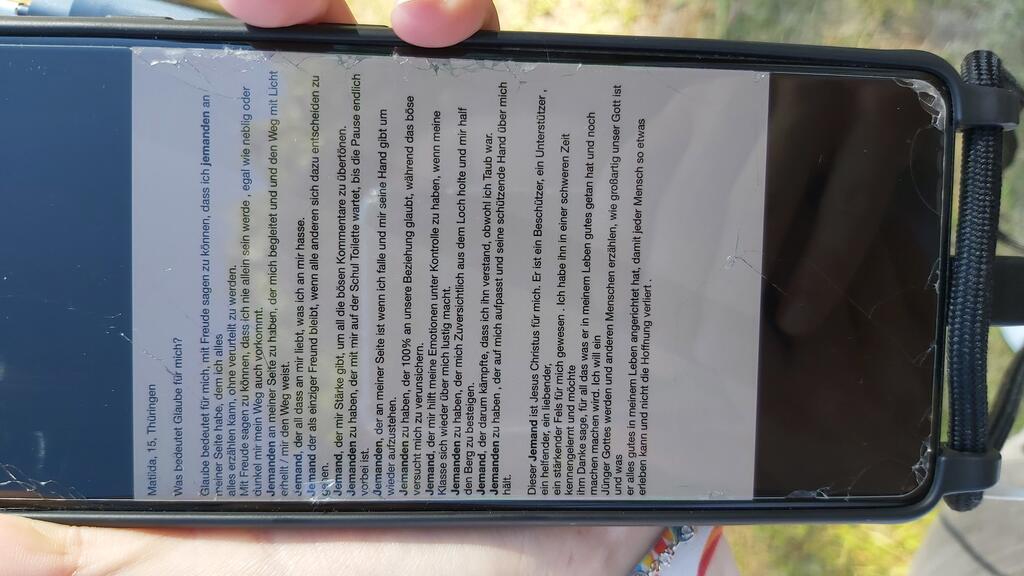 Matilda, 15, Thüringen
Was bedeutet Glaube für mich?
Glaube bedeutet für mich, mit Freude sagen zu können, dass ich jemanden an
meiner Seite habe, dem ich alles
alles erzählen kann, ohne verurteilt zu werden.
Mit Freude sagen zu können, dass ich nie allein sein werde , egal wie neblig oder
dunkel mir mein Weg auch vorkommt.
Jemanden an meiner Seite zu haben, der mich begleitet und und den Weg mit Licht
erhellt / mir den Weg weist.
Jemand, der all dass an mir liebt, was ich an mir hasse.
Jemand der als einziger Freund bleibt, wenn alle anderen sich dazu entscheiden zu
gehen.
Jemand, der mir Stärke gibt, um all die bösen Kommentare zu übertönen.
Jemanden zu haben, der mit mir auf der Schul Toilette wartet, bis die Pause endlich
vorbei ist.
Jemanden, der an meiner Seite ist wenn ich falle und mir seine Hand gibt um
wieder aufzustehen.
Jemanden zu haben, der 100% an unsere Beziehung glaubt, während das böse
versucht mich zu verunsichern.
Jemand, der mir hilft meine Emotionen unter Kontrolle zu haben, wenn meine
Klasse sich wieder über mich lustig macht.
Jemanden zu haben, der mich Zuversichtlich aus dem Loch holte und mir half
den Berg zu besteigen.
Jemand, der darum kämpfte, dass ich ihn verstand, obwohl ich Taub war.
Jemanden zu haben , der auf mich aufpasst und seine schützende Hand über mich
hält.
Dieser Jemand ist Jesus Christus für mich. Er ist ein Beschützer, ein Unterstützer ,
ein helfender, ein liebender,
ein stärkender Fels für mich gewesen . Ich habe ihn in einer schweren Zeit
kennengelernt und möchte
ihm Danke sage, für all das was er in meinem Leben gutes getan hat und noch
machen machen wird. Ich will ein
Jünger Gottes werden und anderen Menschen erzählen, wie großartig unser Gott ist
und was
er alles gutes in meinem Leben angerichtet hat, damit jeder Mensch so etwas
erleben kann und nicht die Hoffnung verliert .